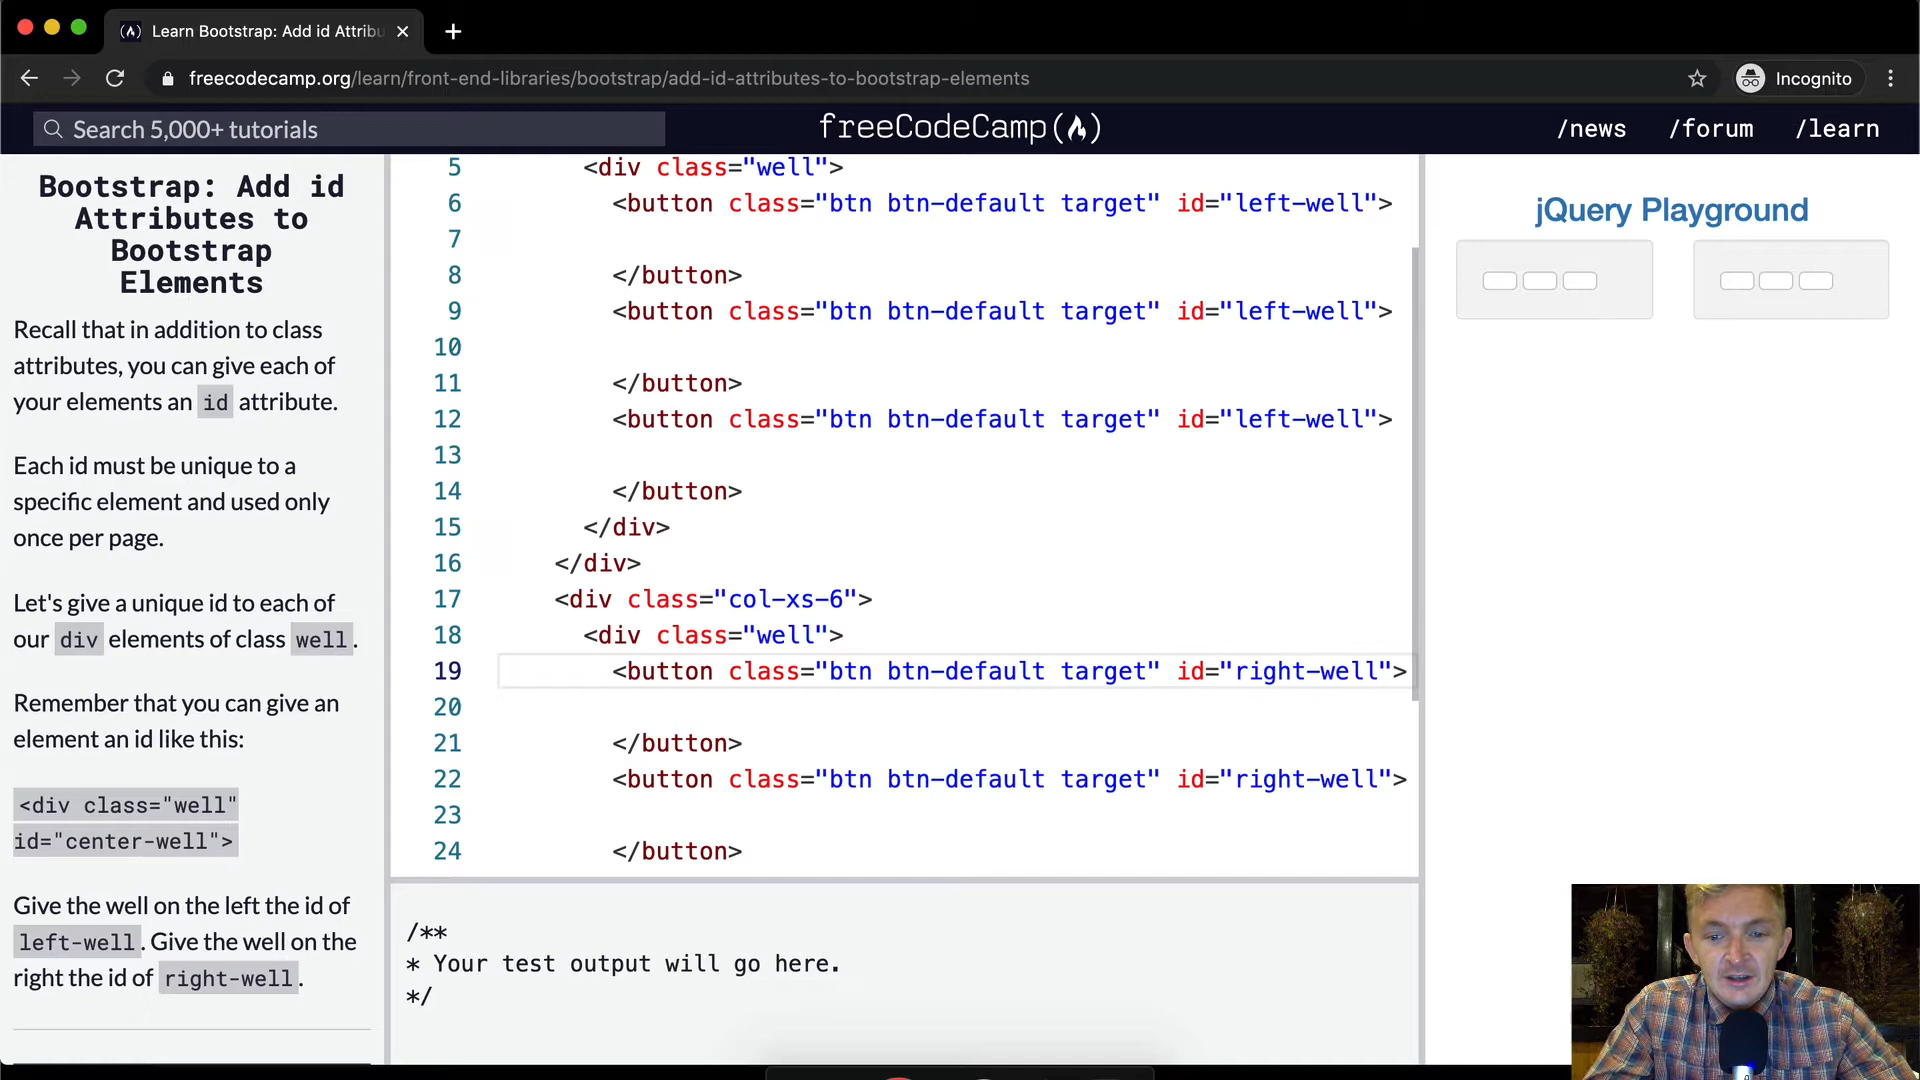 Learn Bootstrap: Add id Attribu
freecodecamp.org/learn/front-end-libraries/bootstrap/add-id-attributes-to-bootstrap-elements
Incognito
Search 5,000+ tutorials
freeCodeCamp
/news
/forum
/learn
Bootstrap: Add id
Attributes to
Bootstrap
Elements
Recall that in addition to class
attributes, you can give each of
your elements an id attribute.
Each id must be unique to a
specific element and used only
once per page.
Let's give a unique id to each of
our div elements of class well.
Remember that you can give an
element an id like this:
<div class="well"
id="center-well">
Give the well on the left the id of
left-well. Give the well on the
right the id of right-well.
5 <div class="well">
6 <button class="btn btn-default target" id="left-well">
7
8 </button>
9 <button class="btn btn-default target" id="left-well">
10
11 </button>
12 <button class="btn btn-default target" id="left-well">
13
14 </button>
15 </div>
16 </div>
17 <div class="col-xs-6">
18 <div class="well">
19 <button class="btn btn-default target" id="right-well">
20
21 </button>
22 <button class="btn btn-default target" id="right-well">
23
24 </button>
/**
* Your test output will go here.
*/
jQuery Playground